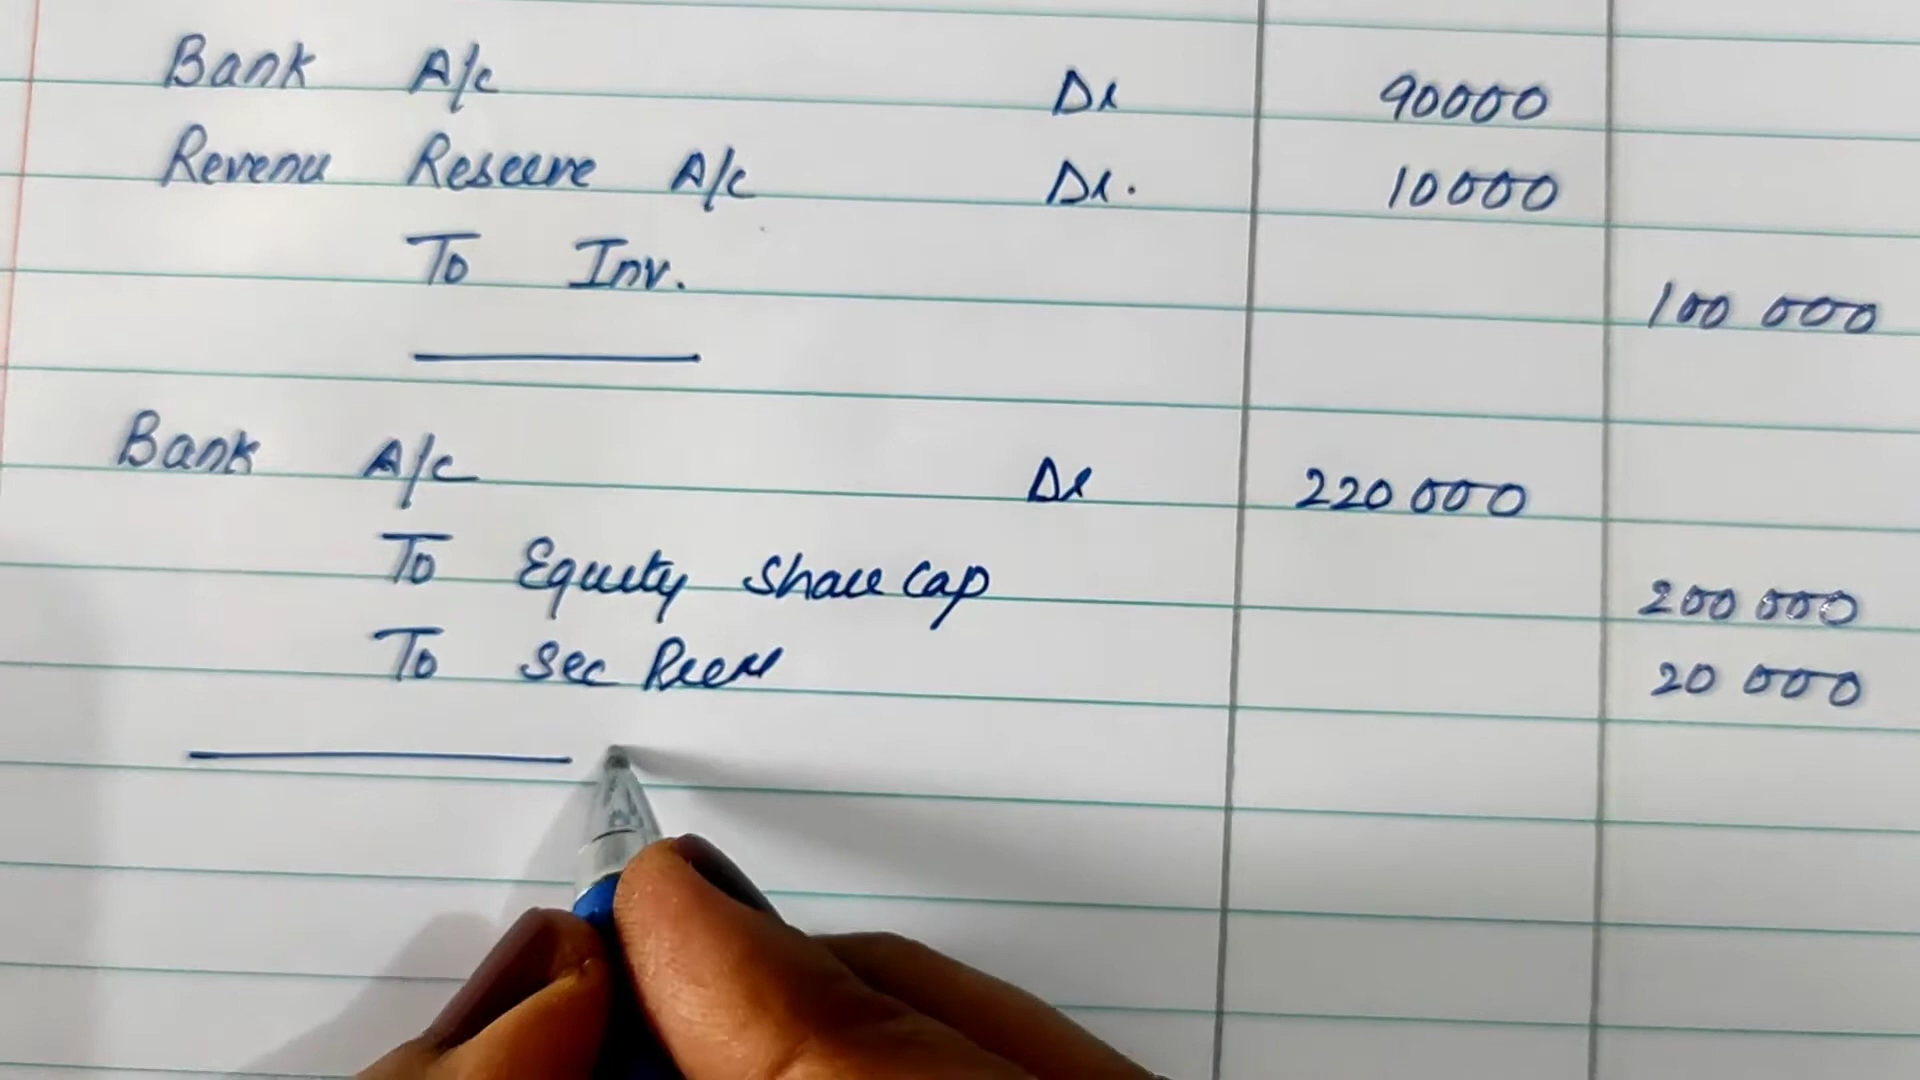 Bank A/c Dr 90000
Revenu Reserve A/c Dr. 10000
To Inv. 100 000
Bank A/c Dr 220 000
To Equity Share Cap 200 000
To Sec Prem 20 000